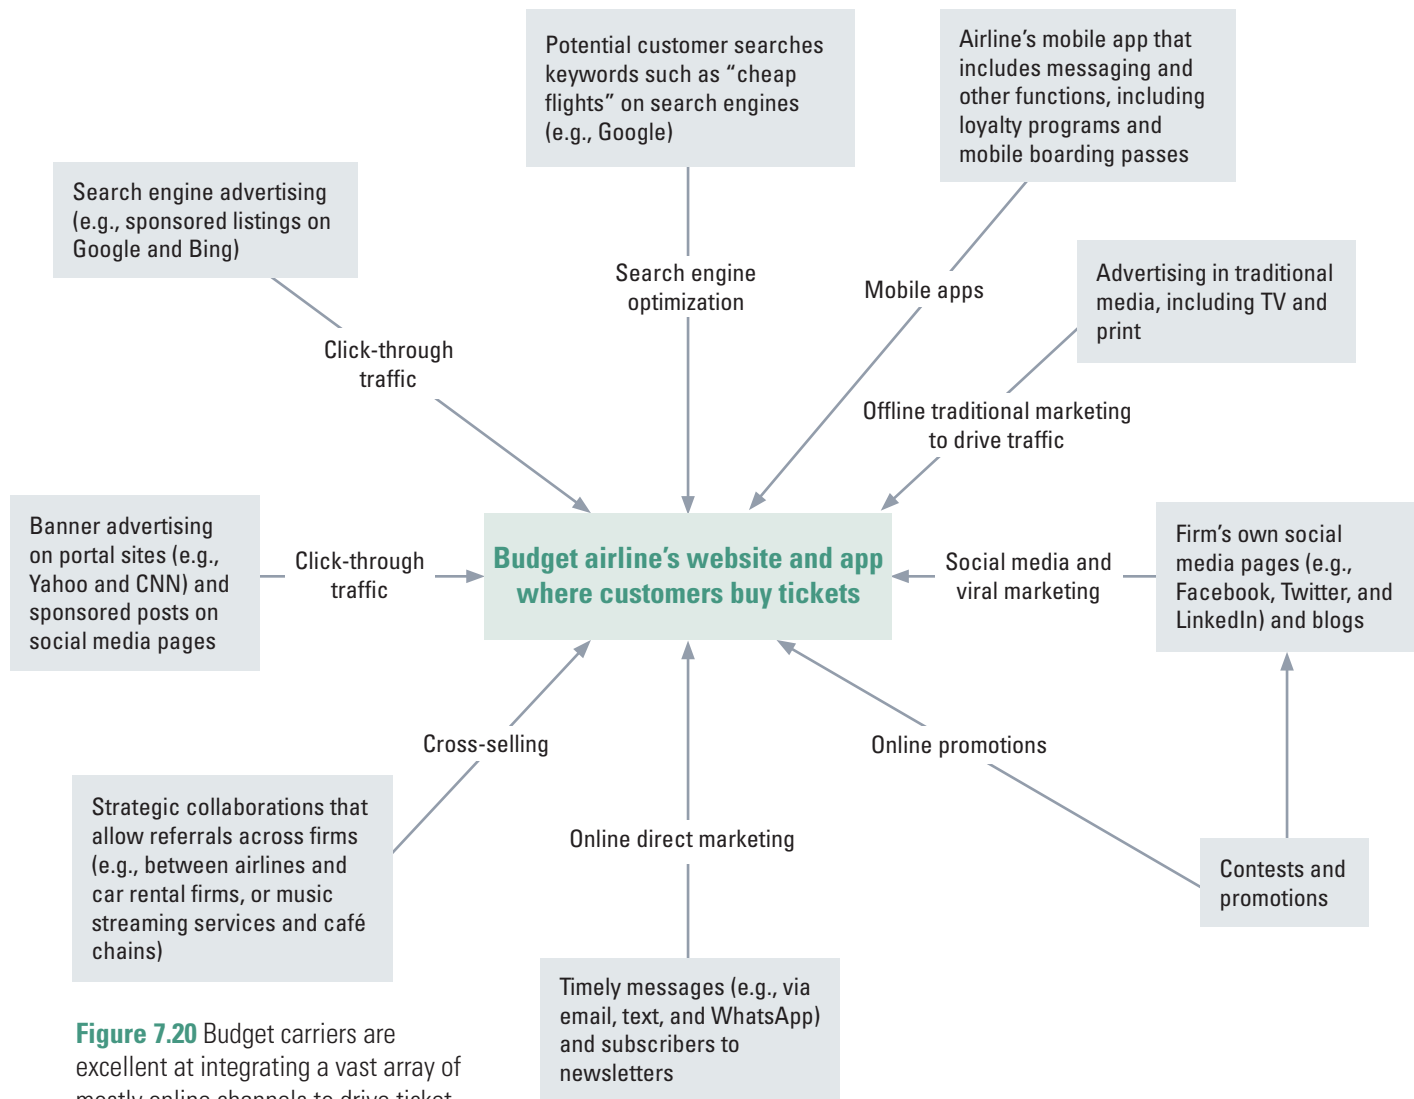 Potential customer searches
keywords such as “cheap
flights” on search engines
(e.g., Google)
Airline’s mobile app that
includes messaging and
other functions, including
loyalty programs and
mobile boarding passes
Search engine advertising
(e.g., sponsored listings on
Google and Bing)
Advertising in traditional
media, including TV and
print
Search engine
optimization
Mobile apps
Click-through
traffic
Offline traditional marketing
to drive traffic
Banner advertising
on portal sites (e.g.,
Yahoo and CNN) and
sponsored posts on
social media pages
Click-through
traffic
Budget airline’s website and app
where customers buy tickets
Social media and
viral marketing
Firm’s own social
media pages (e.g.,
Facebook, Twitter, and
LinkedIn) and blogs
Cross-selling
Online promotions
Strategic collaborations that
allow referrals across firms
(e.g., between airlines and
car rental firms, or music
streaming services and café
chains)
Online direct marketing
Contests and
promotions
Timely messages (e.g., via
email, text, and WhatsApp)
and subscribers to
newsletters
Figure 7.20 Budget carriers are
excellent at integrating a vast array of
mostly online channels to drive ticket